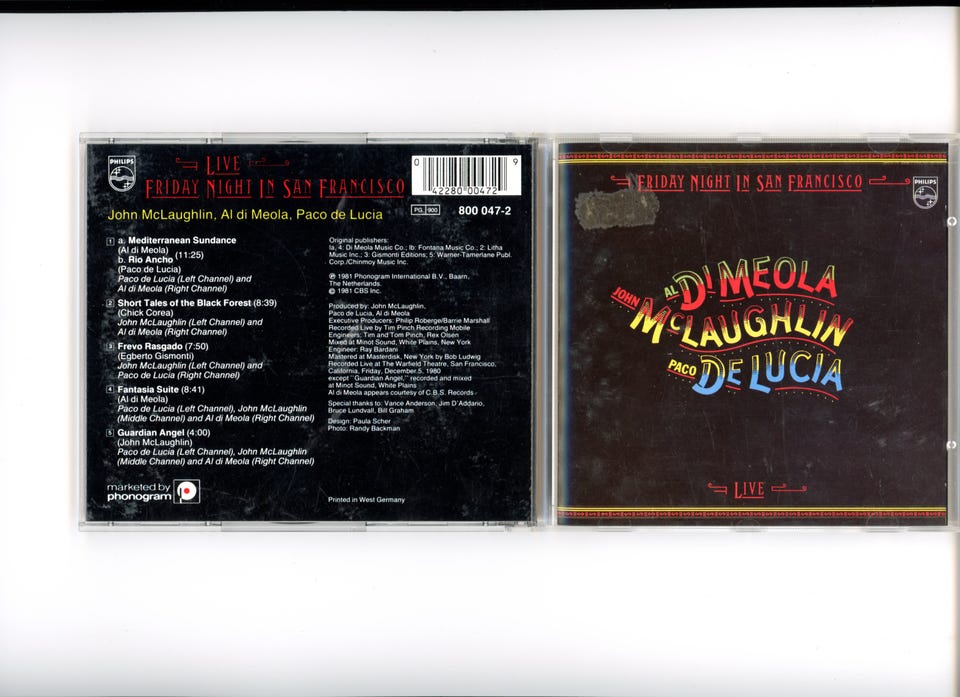 PHILIPS
LIVE
FRIDAY NIGHT IN SAN FRANCISCO
John McLaughlin, Al di Meola, Paco de Lucia
0 42280 00472 9
PG 900 800 047-2
1 a. Mediterranean Sundance
(Al di Meola)
b. Rio Ancho (11:25)
(Paco de Lucia)
Paco de Lucia (Left Channel) and
Al di Meola (Right Channel)
2 Short Tales of the Black Forest (8:39)
(Chick Corea)
John McLaughlin (Left Channel) and
Al di Meola (Right Channel)
3 Frevo Rasgado (7:50)
(Egberto Gismonti)
John McLaughlin (Left Channel) and
Paco de Lucia (Right Channel)
4 Fantasia Suite (8:41)
(Al di Meola)
Paco de Lucia (Left Channel), John McLaughlin
(Middle Channel) and Al di Meola (Right Channel)
5 Guardian Angel (4:00)
(John McLaughlin)
Paco de Lucia (Left Channel), John McLaughlin
(Middle Channel) and Al di Meola (Right Channel)
marketed by
phonogram
Original publishers:
Ia, 4: Di Meola Music Co.; Ib: Fontana Music Co.; 2: Litha
Music Inc.; 3: Gismonti Editions; 5: Warner-Tamerlane Publ.
Corp./Chinmoy Music Inc.
℗ 1981 Phonogram International B.V., Baarn,
The Netherlands.
© 1981 CBS Inc.
Produced by: John McLaughlin,
Paco de Lucia, Al di Meola
Executive Producers: Philip Roberge/Barrie Marshall
Recorded Live by Tim Pinch Recording Mobile
Engineers: Tim and Tom Pinch, Rex Olsen
Mixed at Minot Sound, White Plains, New York
Engineer: Ray Bardani
Mastered at Masterdisk, New York by Bob Ludwig
Recorded Live at The Warfield Theatre, San Francisco,
California, Friday, December 5, 1980
except "Guardian Angel," recorded and mixed
at Minot Sound, White Plains
Al di Meola appears courtesy of C.B.S. Records
Special thanks to: Vance Anderson, Jim D'Addario,
Bruce Lundvall, Bill Graham
Design: Paula Scher
Photo: Randy Backman
Printed in West Germany
FRIDAY NIGHT IN SAN FRANCISCO
PHILIPS
AL DI MEOLA
JOHN MCLAUGHLIN
PACO DE LUCIA
LIVE